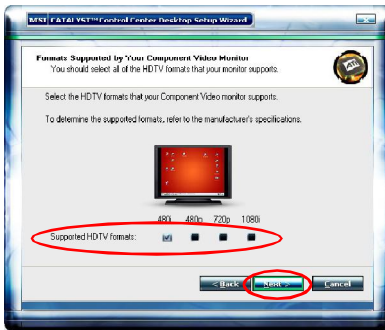 MSI CATALYST™ Control Center Desktop Setup Wizard
Formats Supported by Your Component Video Monitor
You should select all of the HDTV formats that your monitor supports.
ATI
Select the HDTV formats that your Component Video monitor supports.
To determine the supported formats, refer to the manufacturer's specifications.
480i 480p 720p 1080i
Supported HDTV formats:
< Back Next > Cancel